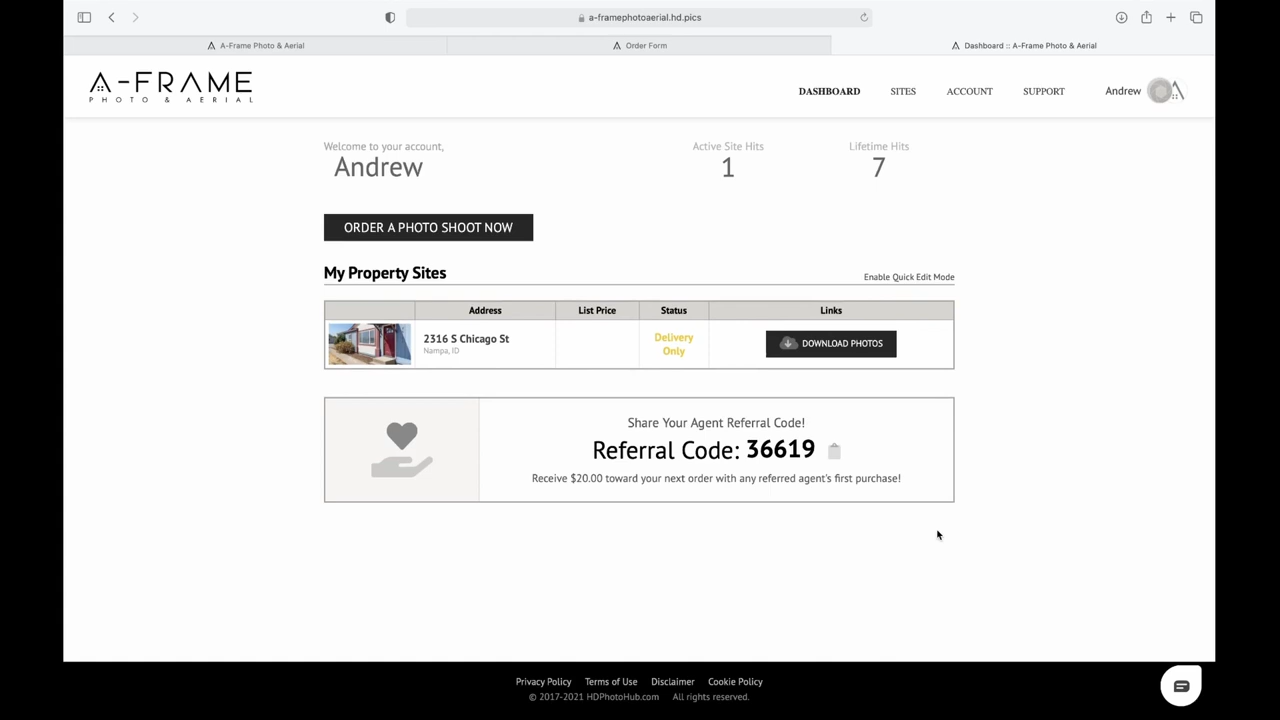 a-framephotoaerial.hd.pics
A-Frame Photo & Aerial
Order Form
Dashboard :: A-Frame Photo & Aerial
A-FRAME
PHOTO & AERIAL
DASHBOARD
SITES
ACCOUNT
SUPPORT
Andrew
Welcome to your account,
Andrew
Active Site Hits
1
Lifetime Hits
7
ORDER A PHOTO SHOOT NOW
My Property Sites
Enable Quick Edit Mode
Address
List Price
Status
Links
2316 S Chicago St
Nampa, ID
Delivery
Only
DOWNLOAD PHOTOS
Share Your Agent Referral Code!
Referral Code: 36619
Receive $20.00 toward your next order with any referred agent's first purchase!
Privacy Policy
Terms of Use
Disclaimer
Cookie Policy
© 2017-2021 HDPhotoHub.com All rights reserved.